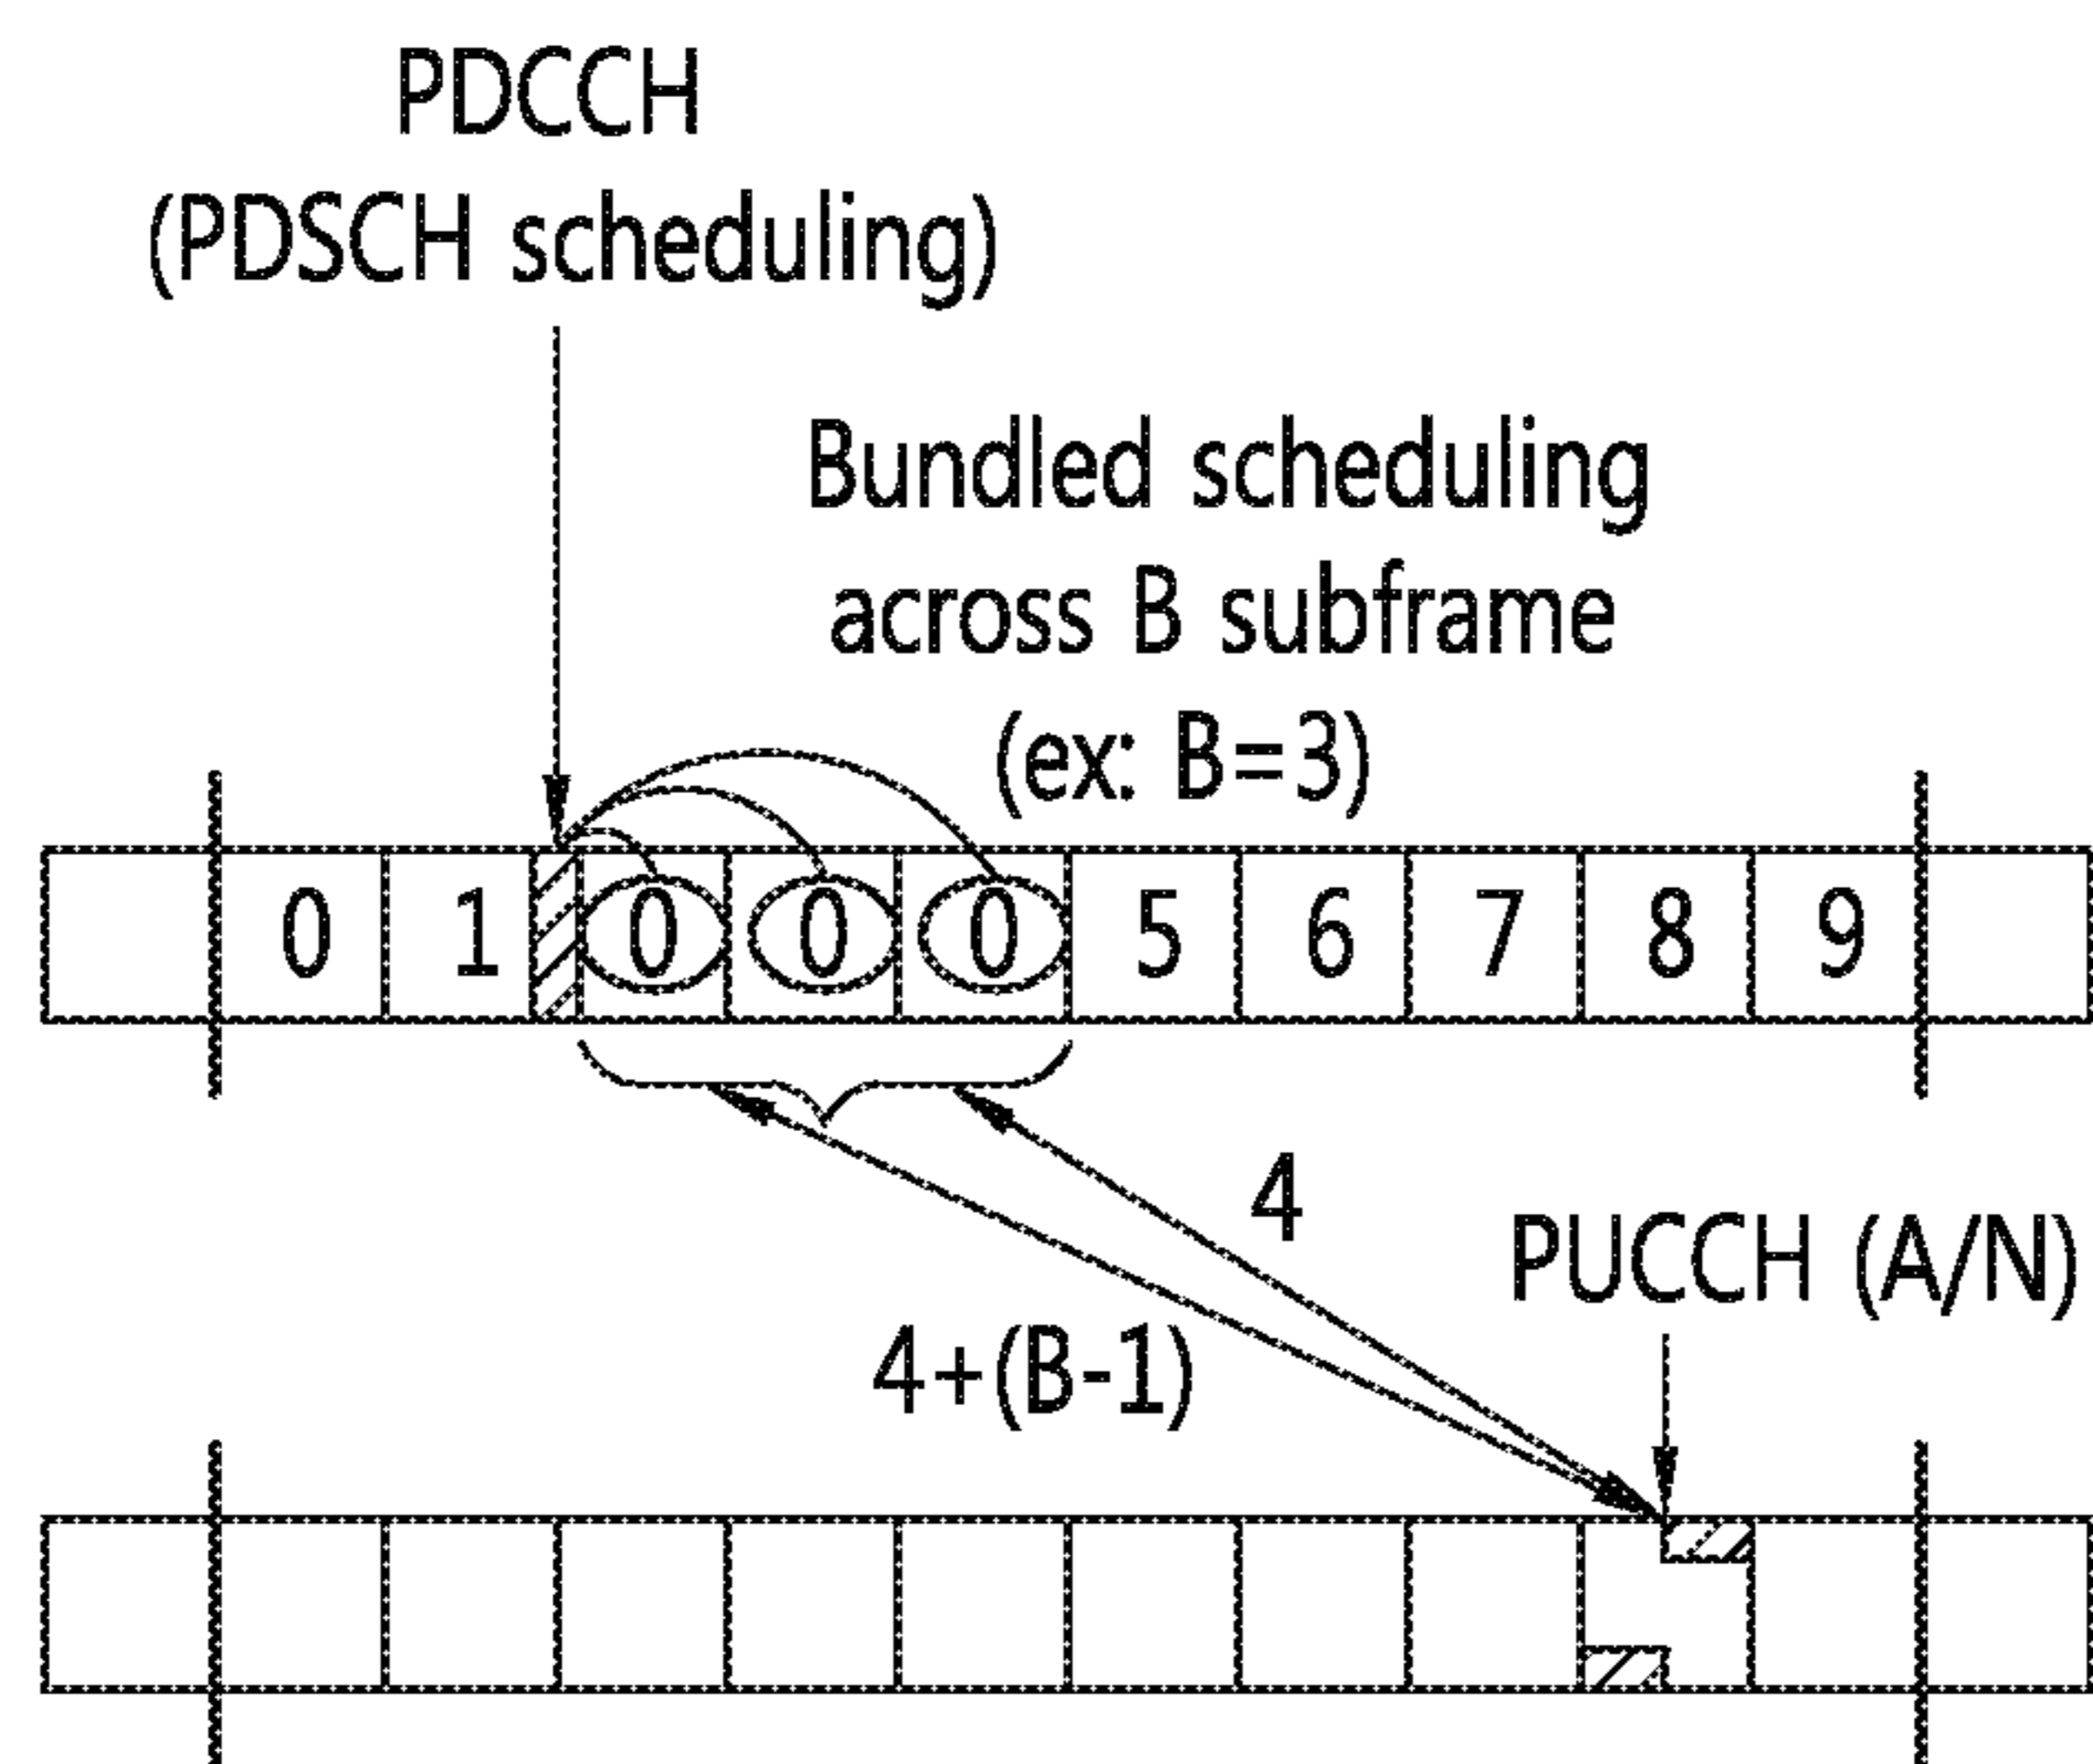 PDCCH
(PDSCH scheduling)
Bundled scheduling
across B subframe
(ex: B=3)
0 1 0 0 0 5 6 7 8 9
4
PUCCH (A/N)
4+(B-1)